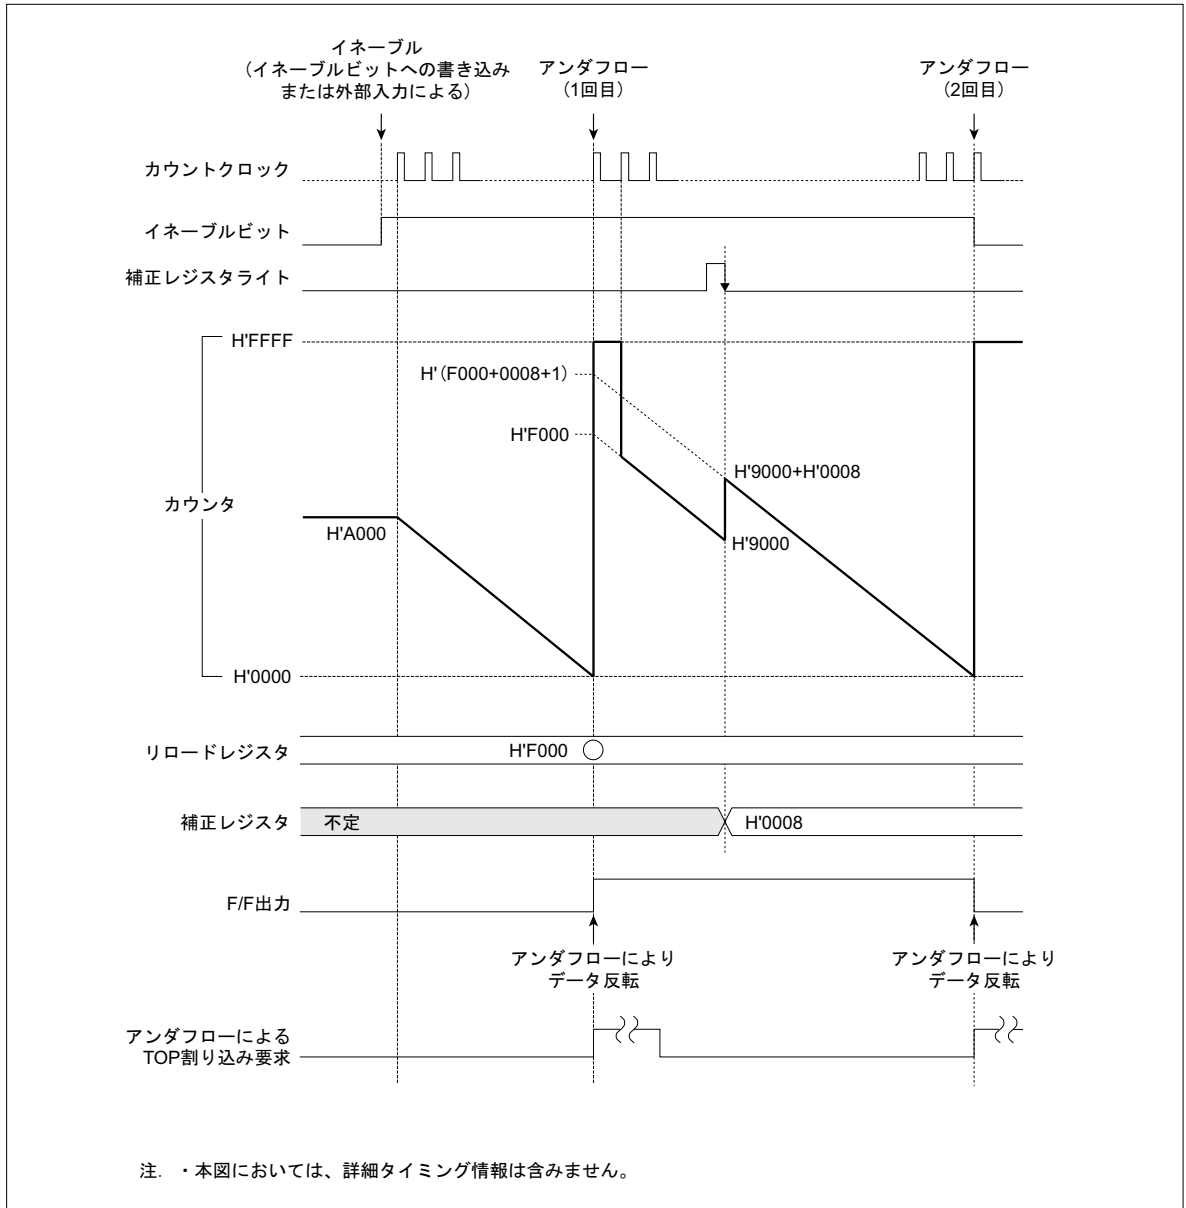 イネーブル
(イネーブルビットへの書き込み
または外部入力による)
アンダフロー
(1回目)
アンダフロー
(2回目)
カウントクロック
イネーブルビット
補正レジスタライト
H'FFFF
H'(F000+0008+1)
H'F000
H'9000+H'0008
カウンタ
H'A000
H'9000
H'0000
リロードレジスタ
H'F000
補正レジスタ
不定
H'0008
F/F出力
アンダフローにより
データ反転
アンダフローにより
データ反転
アンダフローによる
TOP割り込み要求
注. ・本図においては、詳細タイミング情報は含みません。